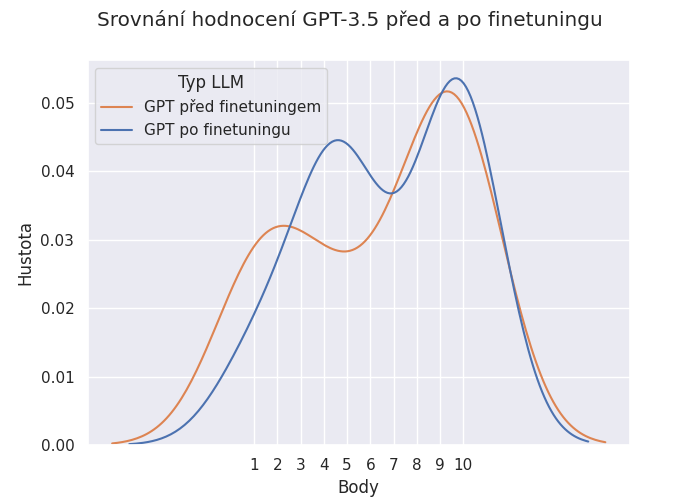 Srovnání hodnocení GPT-3.5 před a po finetuningu
Typ LLM
GPT před finetuningem
GPT po finetuningu
Hustota
0.05
0.04
0.03
0.02
0.01
0.00
1 2 3 4 5 6 7 8 9 10
Body